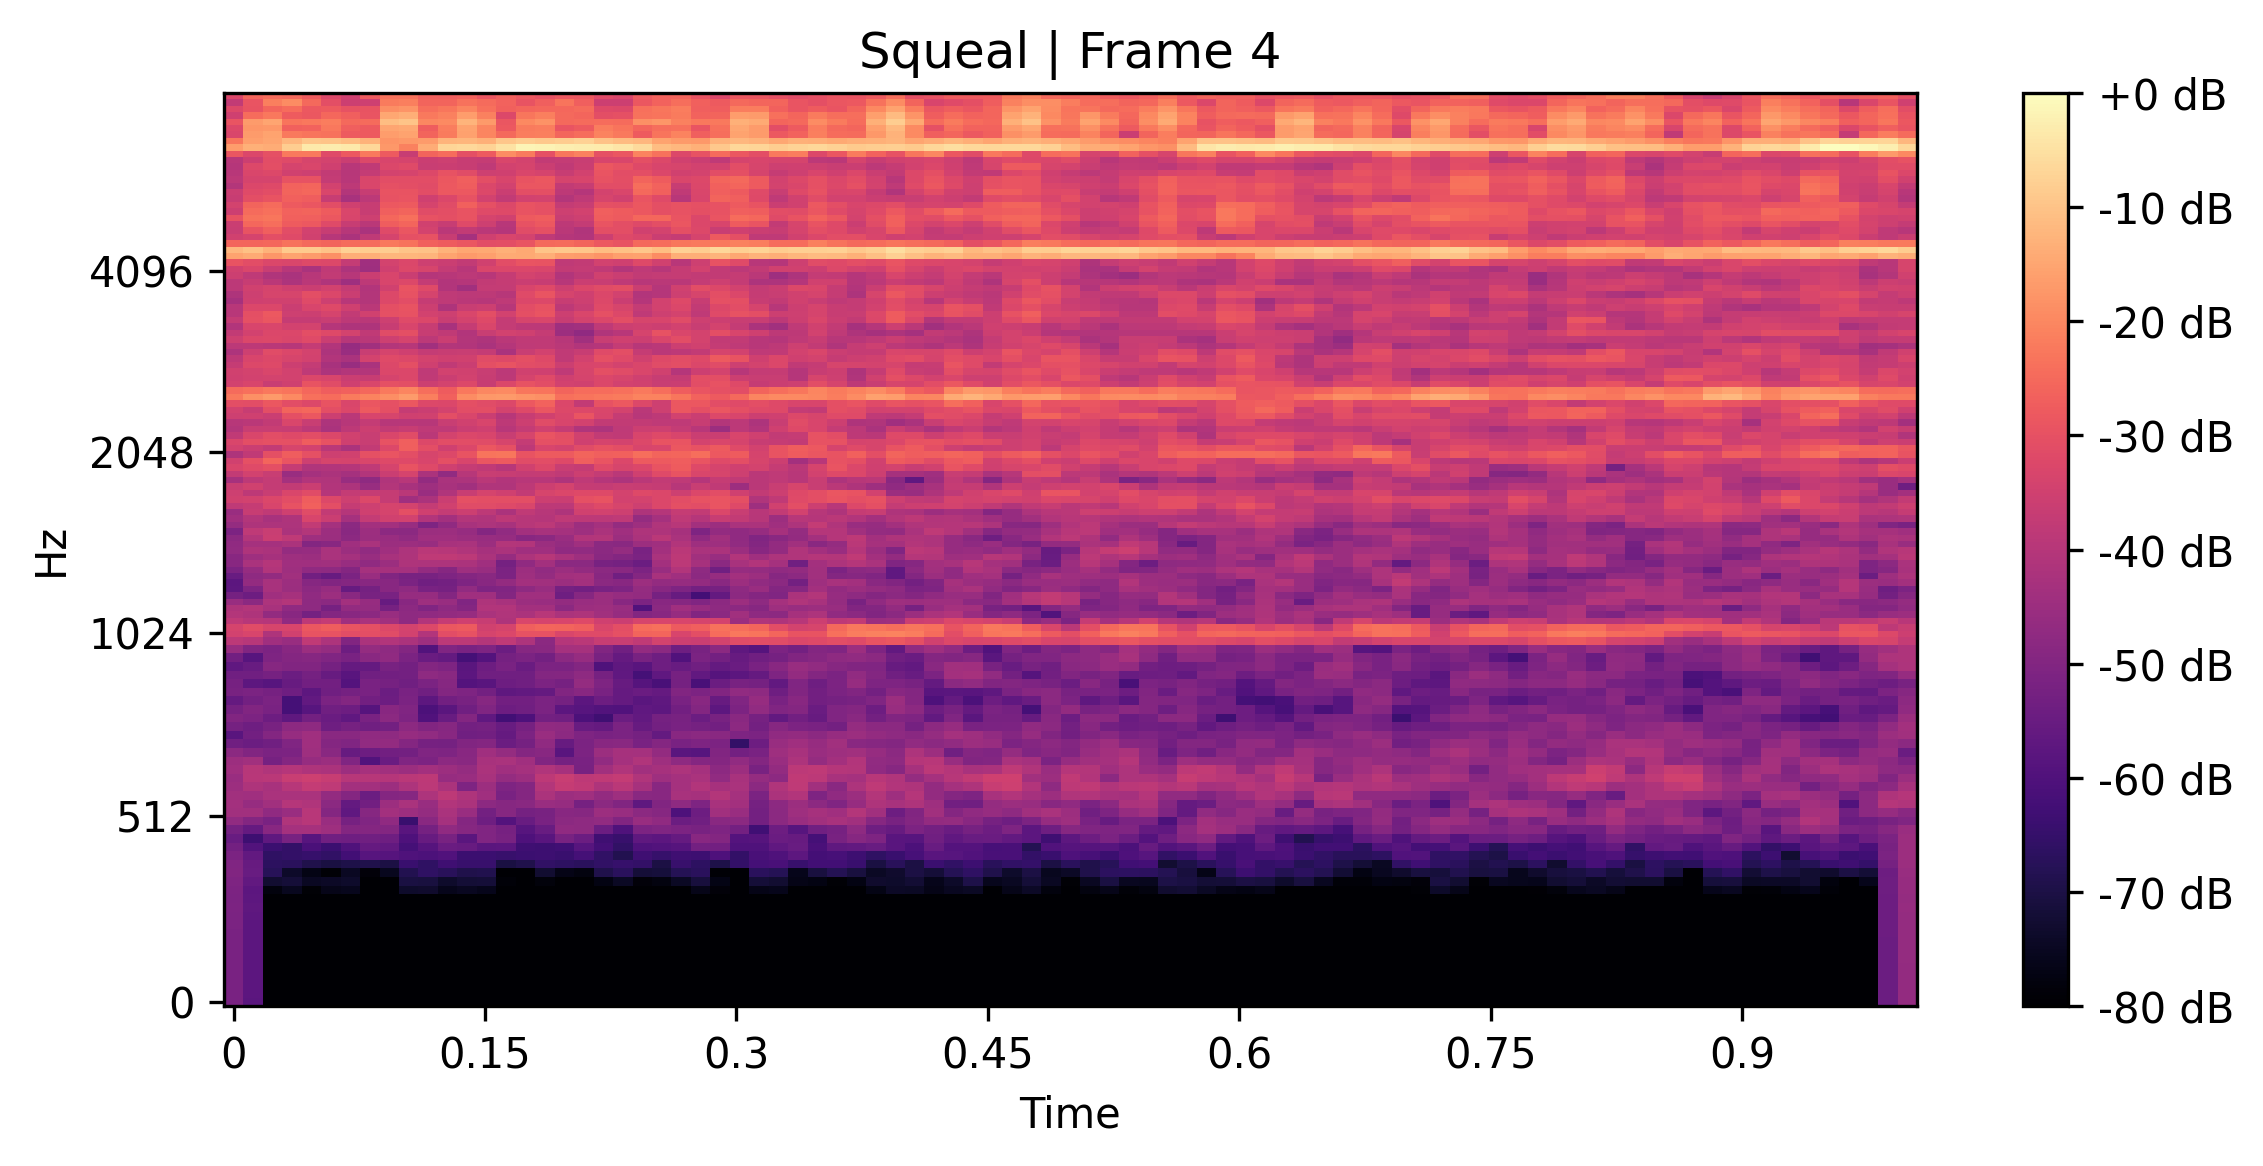 Squeal | Frame 4
+0 dB
-10 dB
4096
-20 dB
-30 dB
2048
-40 dB
Hz
1024
-50 dB
-60 dB
512
-70 dB
0
-80 dB
0 0.15 0.3 0.45 0.6 0.75 0.9
Time